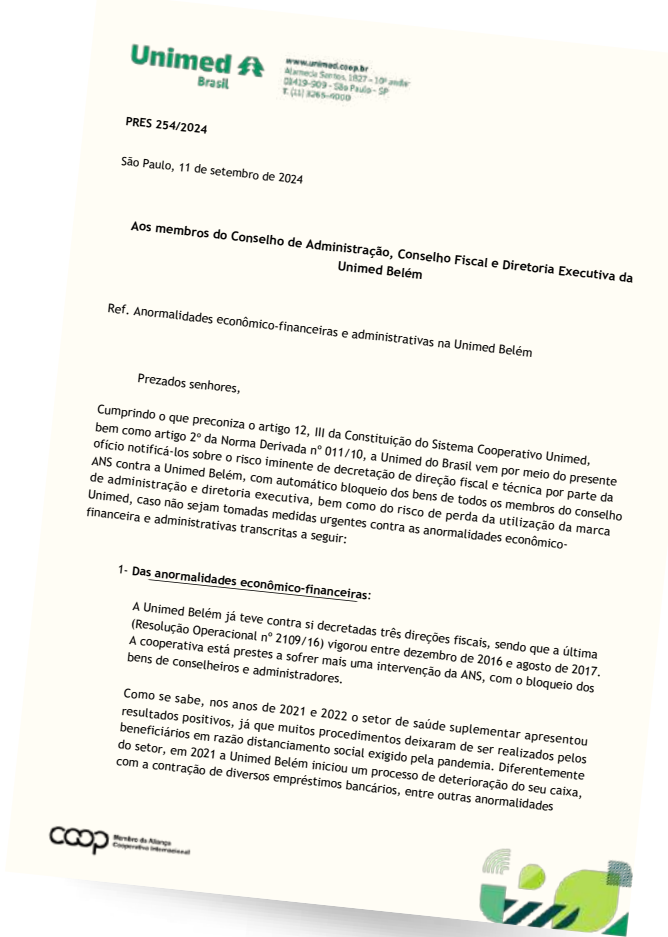 Unimed
Brasil
www.unimed.coop.br
Alameda Santos, 1827 - 10º andar
01419-909 - São Paulo - SP
T. (11) 3265-4000
PRES 254/2024
São Paulo, 11 de setembro de 2024
Aos membros do Conselho de Administração, Conselho Fiscal e Diretoria Executiva da
Unimed Belém
Ref. Anormalidades econômico-financeiras e administrativas na Unimed Belém
Prezados senhores,
Cumprindo o que preconiza o artigo 12, III da Constituição do Sistema Cooperativo Unimed,
bem como artigo 2º da Norma Derivada nº 011/10, a Unimed do Brasil vem por meio do presente
ofício notificá-los sobre o risco iminente de decretação de direção fiscal e técnica por parte da
ANS contra a Unimed Belém, com automático bloqueio dos bens de todos os membros do conselho
de administração e diretoria executiva, bem como do risco de perda da utilização da marca
Unimed, caso não sejam tomadas medidas urgentes contra as anormalidades econômico-
financeira e administrativas transcritas a seguir:
1- Das anormalidades econômico-financeiras:
A Unimed Belém já teve contra si decretadas três direções fiscais, sendo que a última
(Resolução Operacional nº 2109/16) vigorou entre dezembro de 2016 e agosto de 2017.
A cooperativa está prestes a sofrer mais uma intervenção da ANS, com o bloqueio dos
bens de conselheiros e administradores.
Como se sabe, nos anos de 2021 e 2022 o setor de saúde suplementar apresentou
resultados positivos, já que muitos procedimentos deixaram de ser realizados pelos
beneficiários em razão distanciamento social exigido pela pandemia. Diferentemente
do setor, em 2021 a Unimed Belém iniciou um processo de deterioração do seu caixa,
com a contração de diversos empréstimos bancários, entre outras anormalidades
coop
Membro da Aliança
Cooperativa Internacional